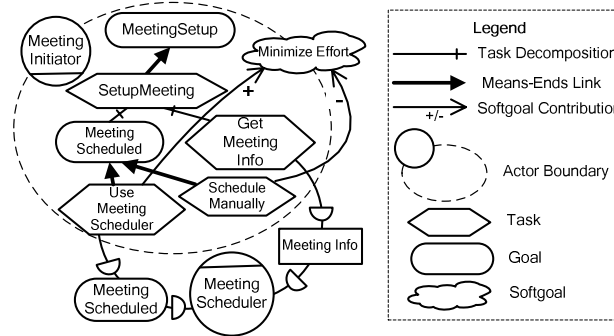 Meeting
Initiator
MeetingSetup
Minimize Effort
SetupMeeting
+
-
Meeting
Scheduled
Get
Meeting
Info
Use
Meeting
Scheduler
Schedule
Manually
Meeting Info
Meeting
Scheduled
Meeting
Scheduler
Legend
Task Decomposition
Means-Ends Link
Softgoal Contribution
+/-
Actor Boundary
Task
Goal
Softgoal